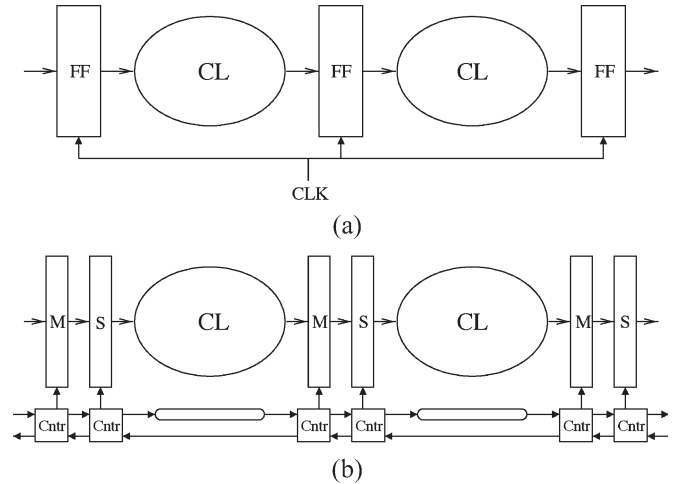 FF CL FF CL FF
CLK
(a)
M S CL M S CL M S
Cntr Cntr Cntr Cntr Cntr Cntr
(b)